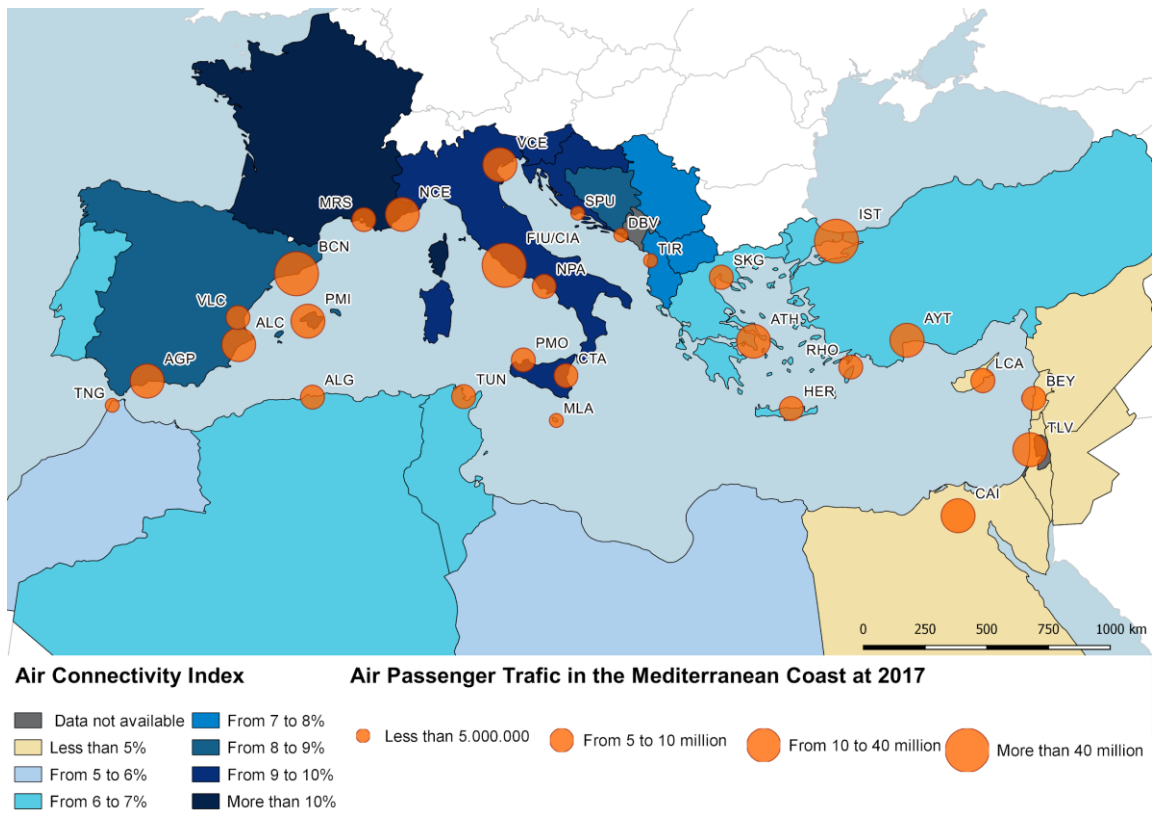 VCE
NCE
MRS
SPU
DBV
IST
BCN
FIU/CIA
TIR
SKG
NPA
VLC
PMI
ALC
ATH
AYT
PMO
RHO
AGP
CTA
LCA
TNG
ALG
TUN
BEY
HER
MLA
TLV
CAI
0 250 500 750 1000 km
Air Connectivity Index
Data not available
Less than 5%
From 5 to 6%
From 6 to 7%
From 7 to 8%
From 8 to 9%
From 9 to 10%
More than 10%
Air Passenger Trafic in the Mediterranean Coast at 2017
Less than 5.000.000
From 5 to 10 million
From 10 to 40 million
More than 40 million